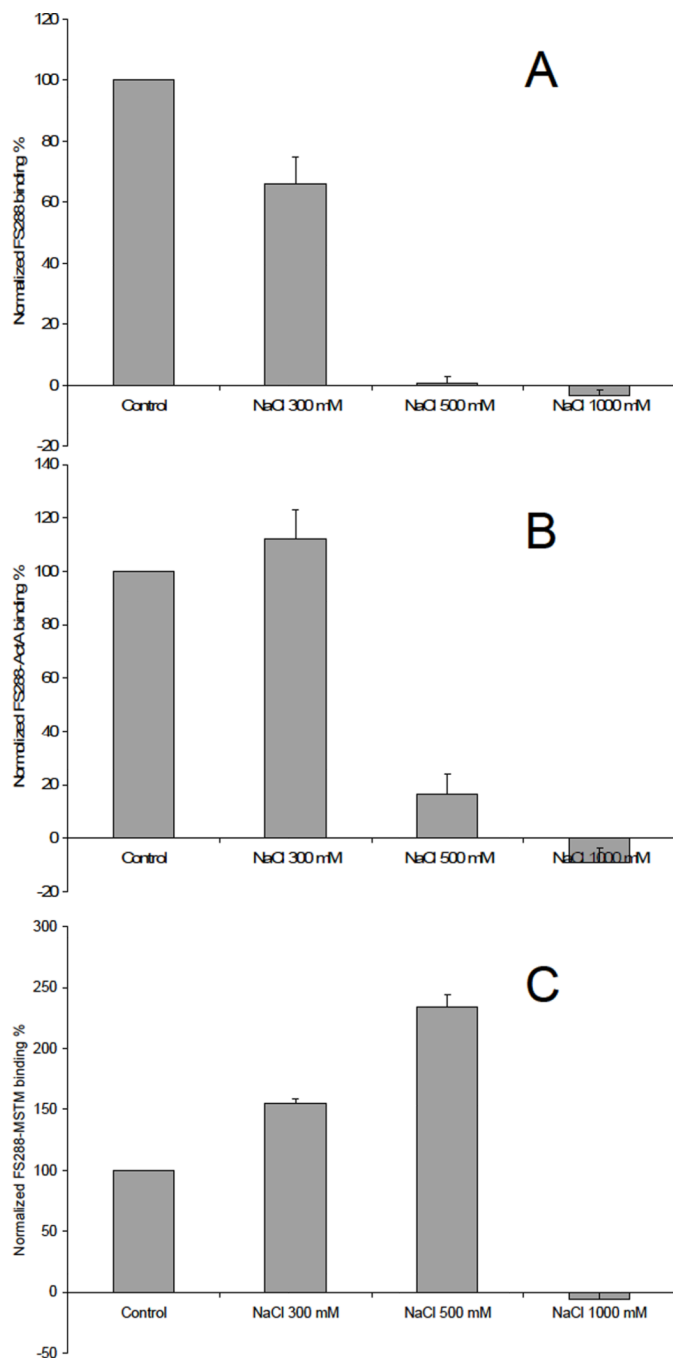 120
A
100
80
60
40
20
0
-20
Normalized FS288 binding %
Control NaCl 300 mM NaCl 500 mM NaCl 1000 mM
140
B
120
100
80
60
40
20
0
-20
Normalized FS288-ActA binding %
Control NaCl 300 mM NaCl 500 mM NaCl 1000 mM
300
C
250
200
150
100
50
0
-50
Normalized FS288-MSTM binding %
Control NaCl 300 mM NaCl 500 mM NaCl 1000 mM